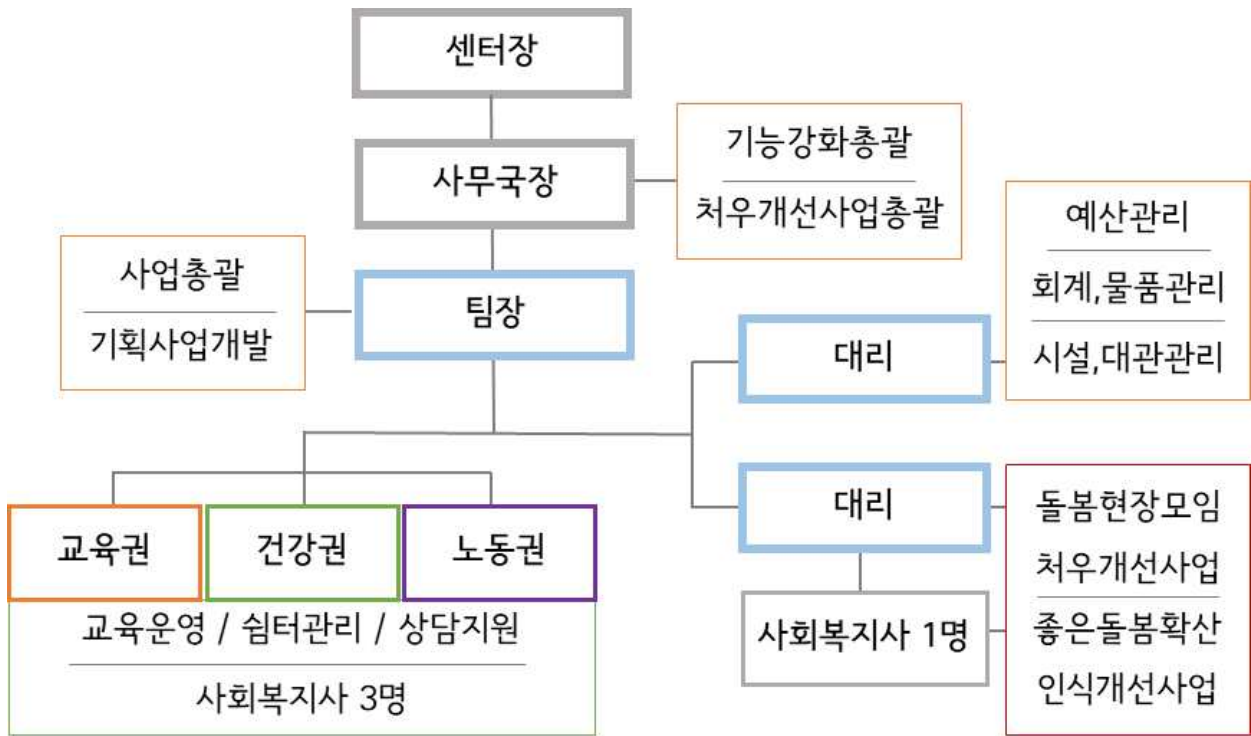 센터장
사무국장
기능강화총괄
처우개선사업총괄
사업총괄
기획사업개발
팀장
대리
예산관리
회계,물품관리
시설,대관관리
교육권
건강권
노동권
교육운영 / 쉼터관리 / 상담지원
사회복지사 3명
대리
사회복지사 1명
돌봄현장모임
처우개선사업
좋은돌봄확산
인식개선사업